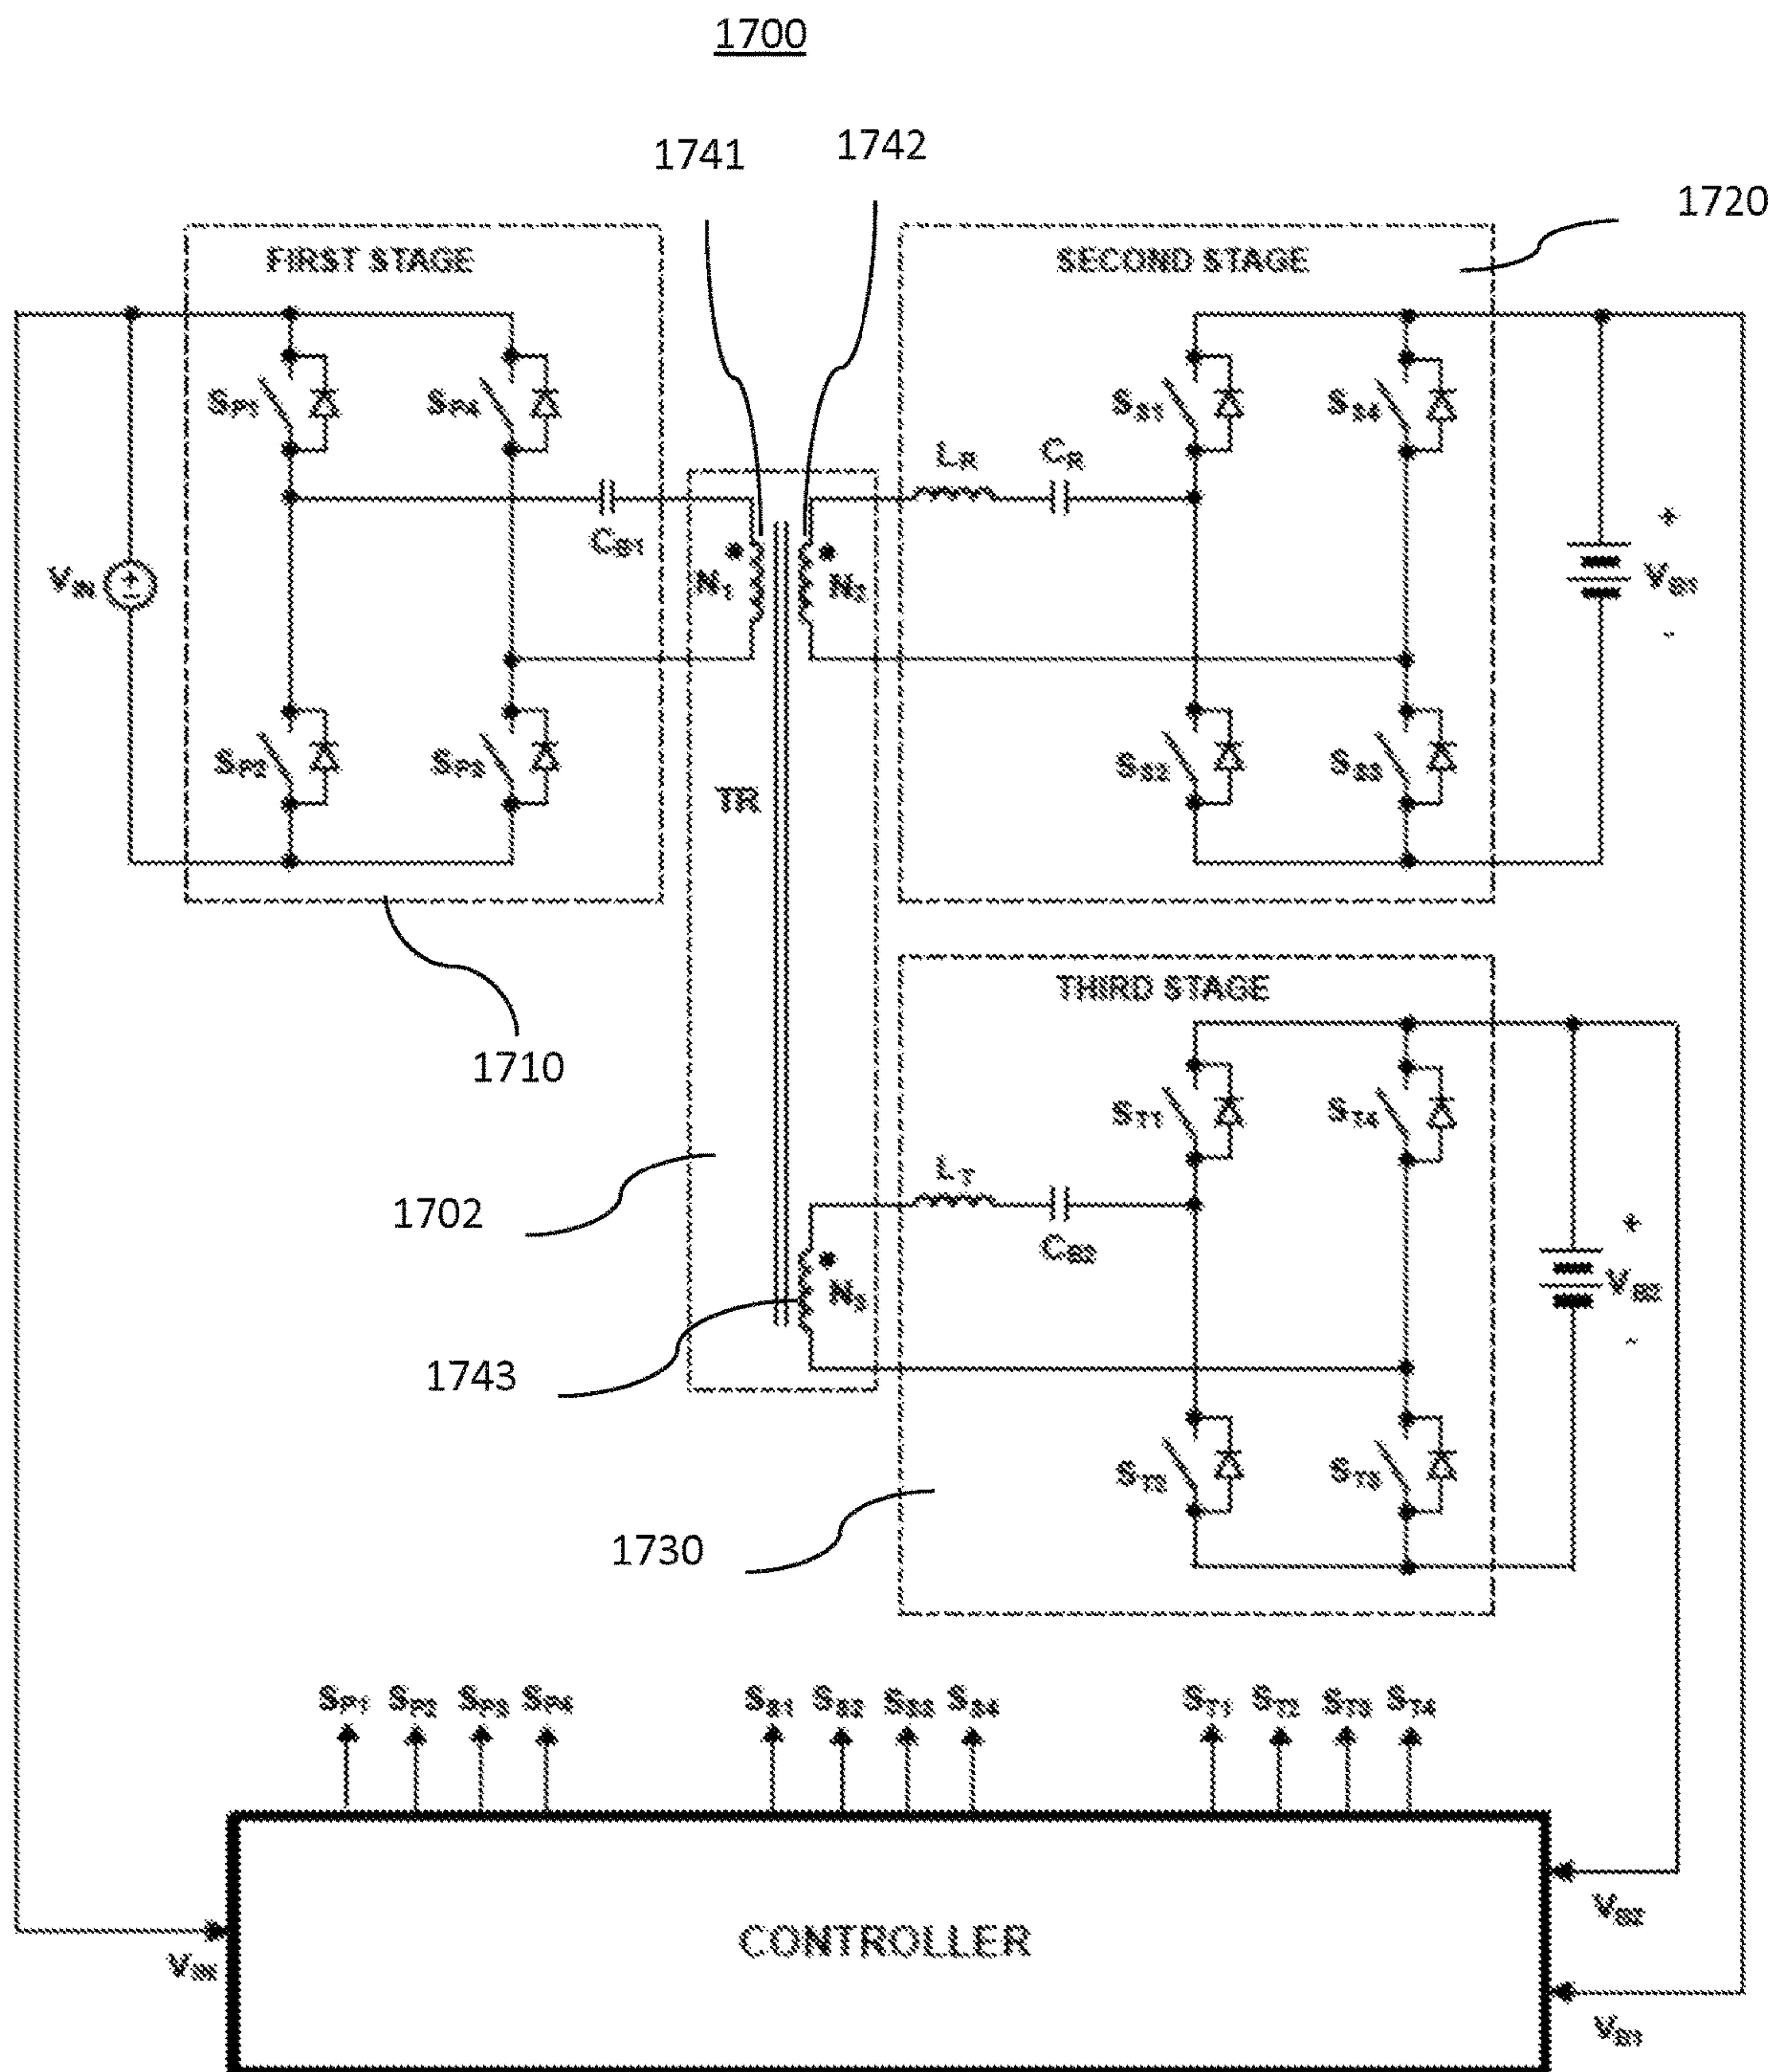 1700
1741
1742
1720
FIRST STAGE
SECOND STAGE
SP1
SP4
SS1
SS4
LR
CR
CB1
VIN
N1
N2
VB1
+
-
SP2
SP3
SS2
SS3
TR
THIRD STAGE
1710
ST1
ST4
1702
LT
CB2
N3
VB2
+
-
1743
ST2
ST3
1730
SP1 SP2 SP3 SP4 SS1 SS2 SS3 SS4 ST1 ST2 ST3 ST4
CONTROLLER
VIN
VB2
VB1